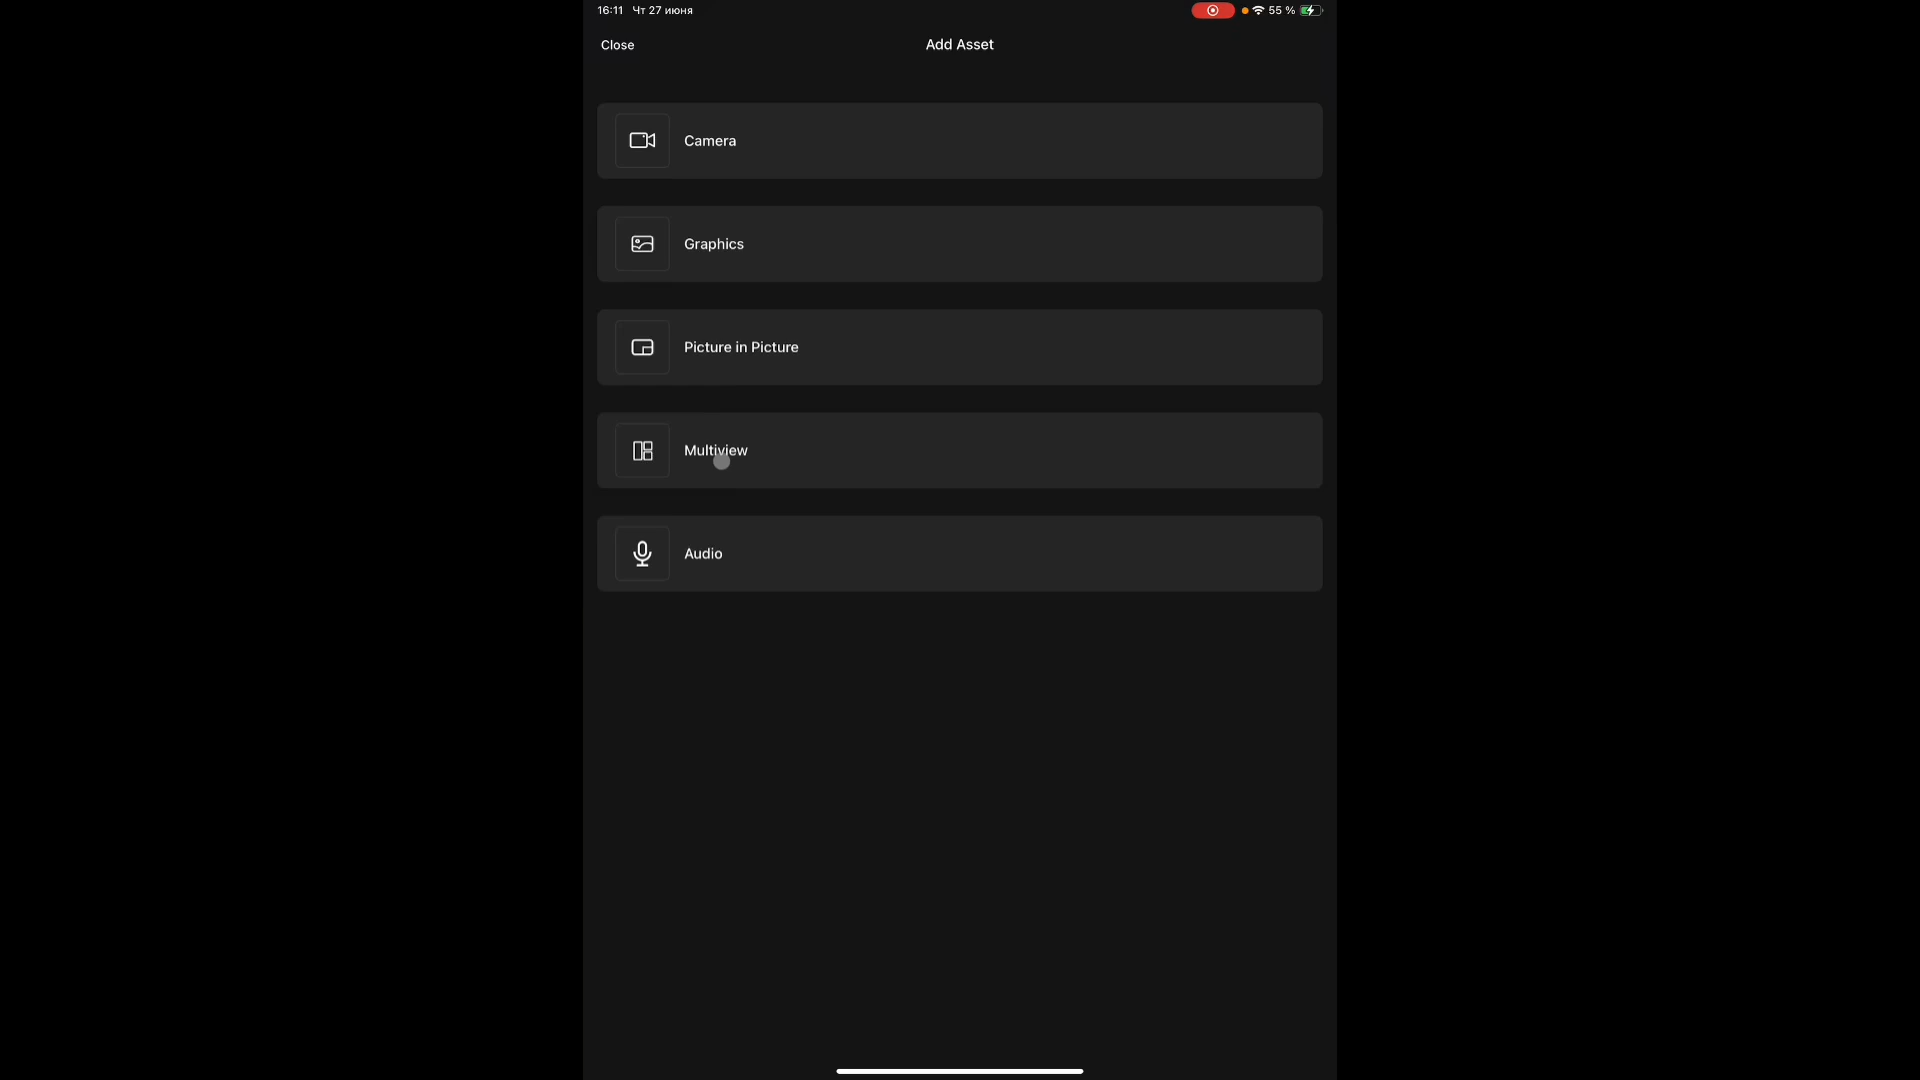 16:11 Чт 27 июня 55 %
Close Add Asset
Camera
Graphics
Picture in Picture
Multiview
Audio